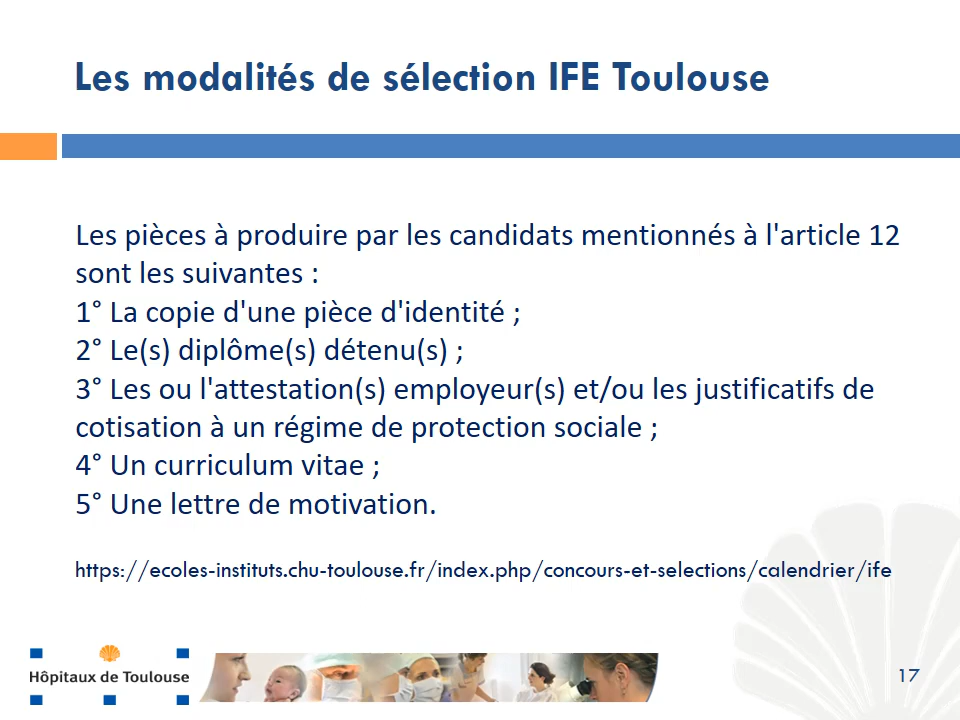 Les modalités de sélection IFE Toulouse
Les pièces à produire par les candidats mentionnés à l'article 12
sont les suivantes :
1° La copie d'une pièce d'identité ;
2° Le(s) diplôme(s) détenu(s) ;
3° Les ou l'attestation(s) employeur(s) et/ou les justificatifs de
cotisation à un régime de protection sociale ;
4° Un curriculum vitae ;
5° Une lettre de motivation.
https://ecoles-instituts.chu-toulouse.fr/index.php/concours-et-selections/calendrier/ife
Hôpitaux de Toulouse
17